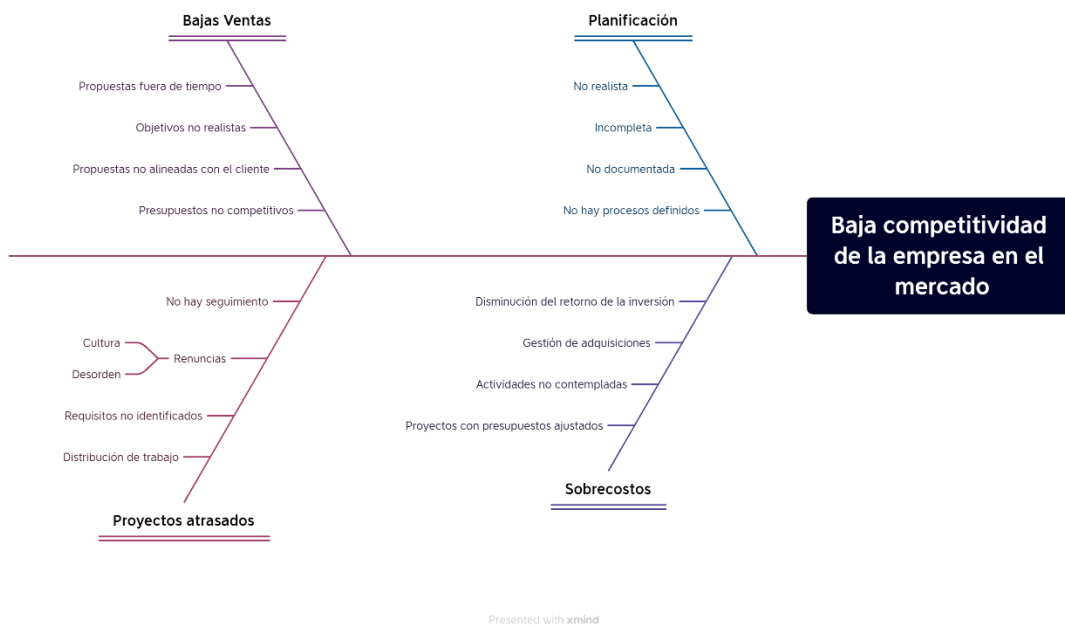 Bajas Ventas
Propuestas fuera de tiempo
Objetivos no realistas
Propuestas no alineadas con el cliente
Presupuestos no competitivos
Planificación
No realista
Incompleta
No documentada
No hay procesos definidos
Baja competitividad
de la empresa en el
mercado
No hay seguimiento
Cultura
Renuncias
Desorden
Requisitos no identificados
Distribución de trabajo
Proyectos atrasados
Disminución del retorno de la inversión
Gestión de adquisiciones
Actividades no contempladas
Proyectos con presupuestos ajustados
Sobrecostos
Presented with xmind